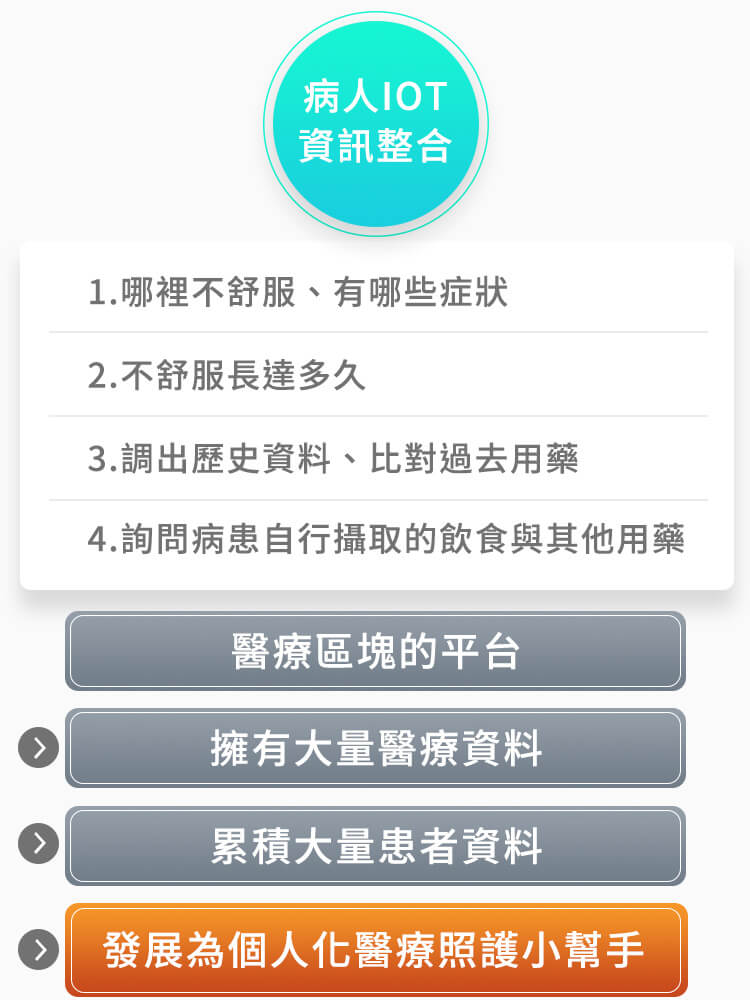 病人IOT
資訊整合
1.哪裡不舒服、有哪些症狀
2.不舒服長達多久
3.調出歷史資料、比對過去用藥
4.詢問病患自行攝取的飲食與其他用藥
醫療區塊的平台
擁有大量醫療資料
累積大量患者資料
發展為個人化醫療照護小幫手